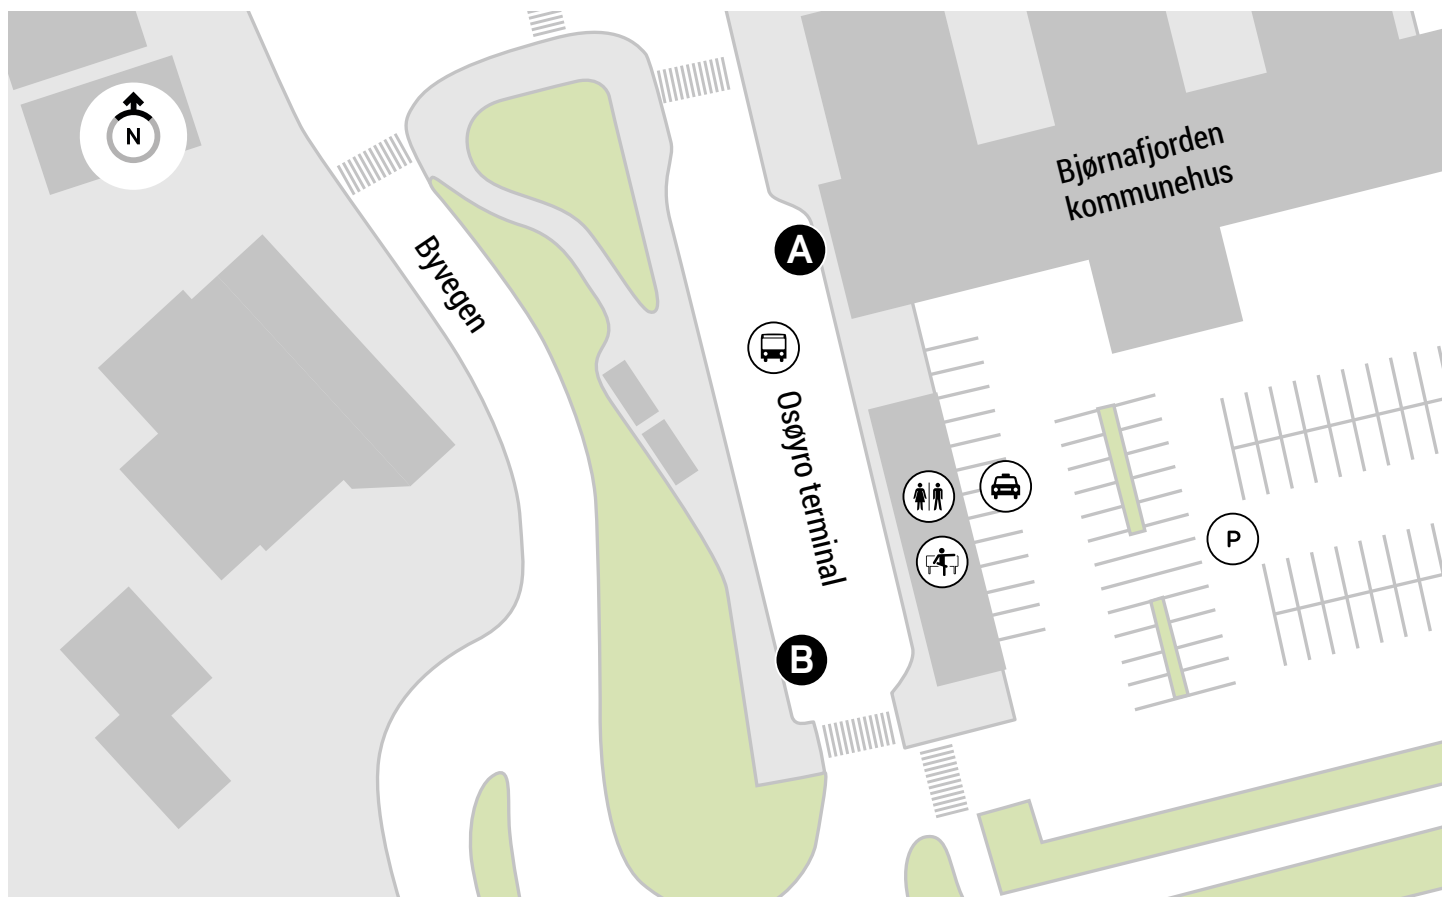 N
Bjørnafjorden
kommunehus
A
Byvegen
Osøyro terminal
P
B